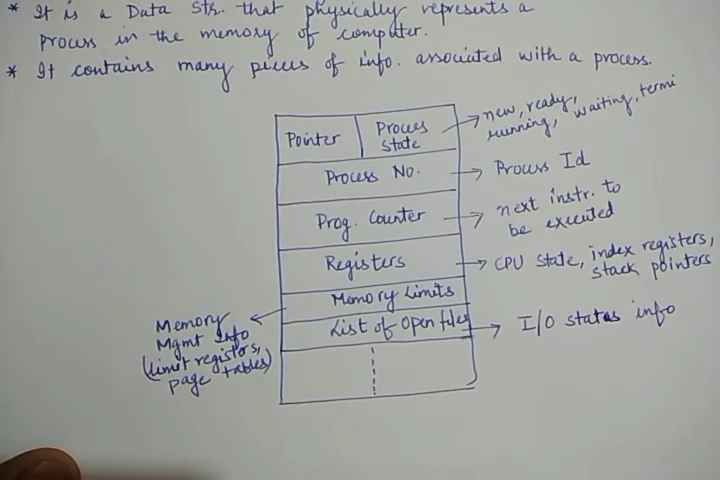 * It is a Data Str. that physically represents a
process in the memory of computer.
* It contains many pieces of info. associated with a process.
Pointer
Process
state
new, ready,
running, waiting, termi
Process No.
Process Id
Prog. Counter
next instr. to
be executed
Registers
CPU state, index registers,
stack pointers
Memory Limits
Memory
Mgmt Info
(limit registors,
page tables)
List of Open files
I/O status info